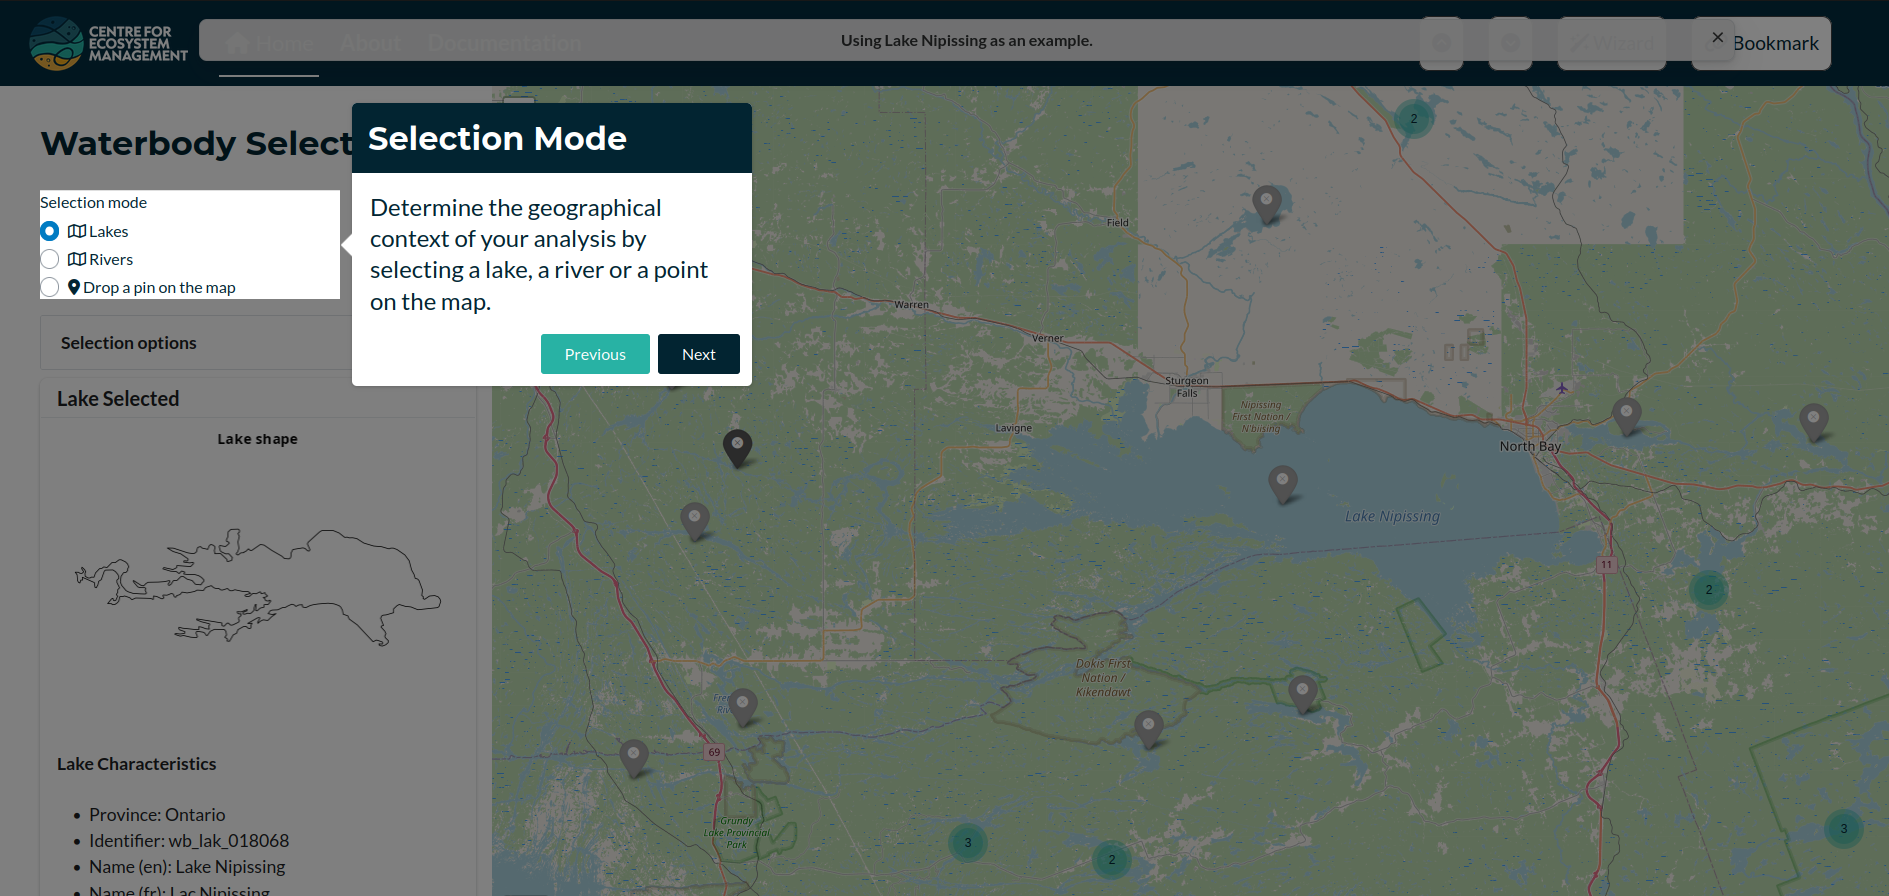 CENTRE FOR
ECOSYSTEM
MANAGEMENT
Home
About
Documentation
Using Lake Nipissing as an example.
Wizard
Bookmark
Waterbody Select
Selection mode
Lakes
Rivers
Drop a pin on the map
Selection options
Lake Selected
Lake shape
Lake Characteristics
Province: Ontario
Identifier: wb_lak_018068
Name (en): Lake Nipissing
Name (fr): Lac Nipissing
Selection Mode
Determine the geographical
context of your analysis by
selecting a lake, a river or a point
on the map.
Previous
Next
2
Field
Warren
Verner
Sturgeon
Falls
Nipissing
First Nation /
N'biising
Lavigne
North Bay
Lake Nipissing
11
2
Dokis First
Nation /
Kikendawt
69
Grundy
Lake Provincial
Park
3
2
3